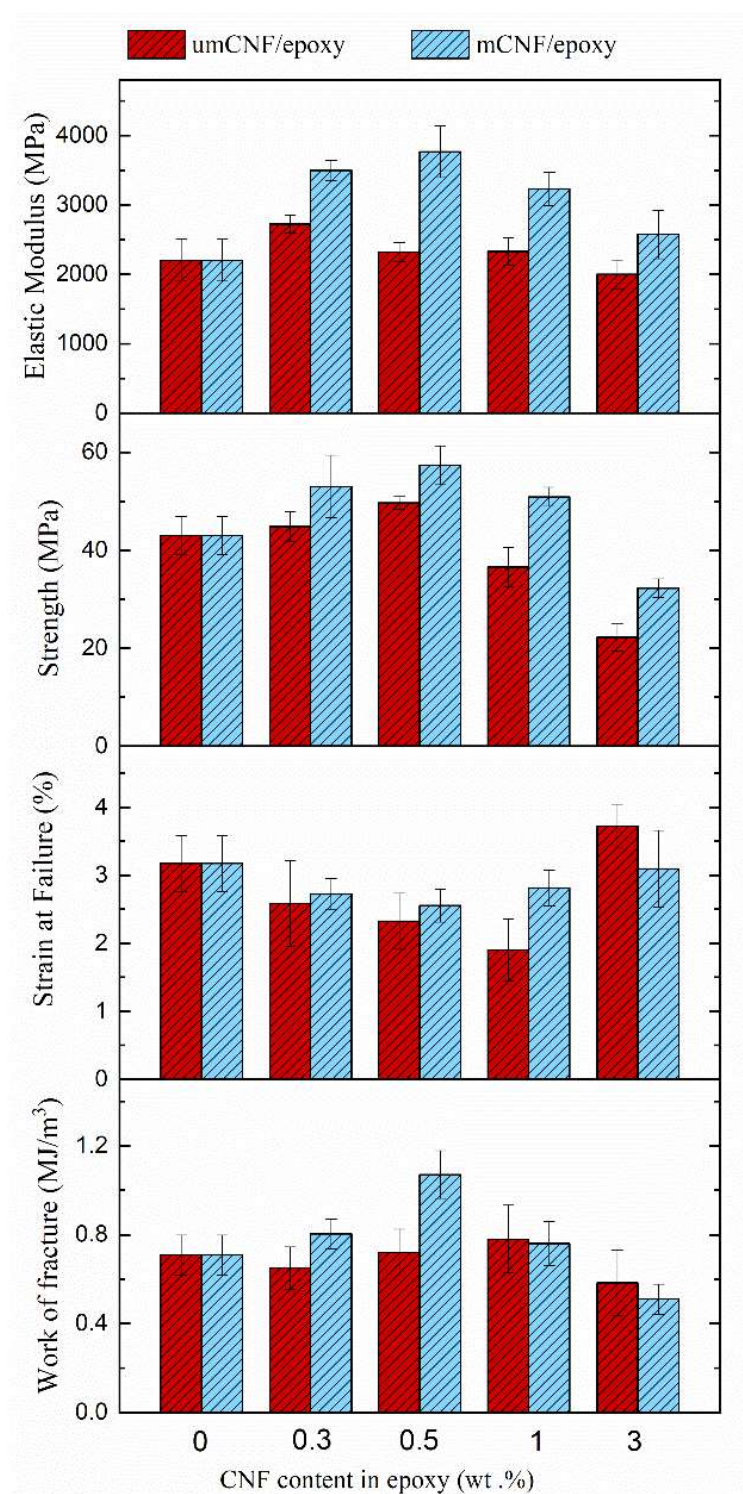 umCNF/epoxy mCNF/epoxy
Elastic Modulus (MPa)
4000
3000
2000
1000
0
Strength (MPa)
60
40
20
0
Strain at Failure (%)
4
3
2
1
0
Work of fracture (MJ/m³)
1.2
0.8
0.4
0.0
0 0.3 0.5 1 3
CNF content in epoxy (wt .%)